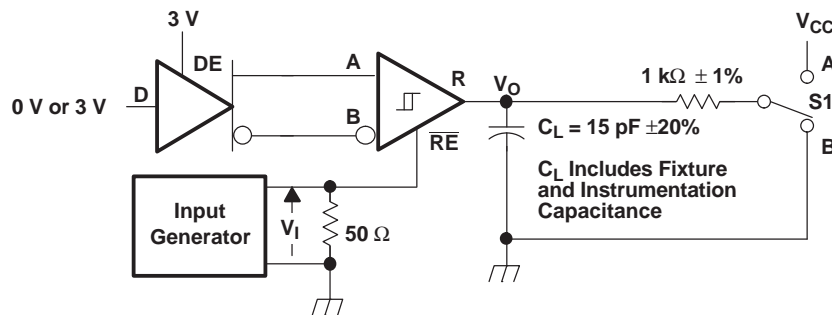 3 V
DE
A
R
V_O
1 kΩ ± 1%
V_CC
A
S1
0 V or 3 V
D
B
R̅E̅
C_L = 15 pF ±20%
B
C_L Includes Fixture
and Instrumentation
Capacitance
Input
Generator
V_I
50 Ω